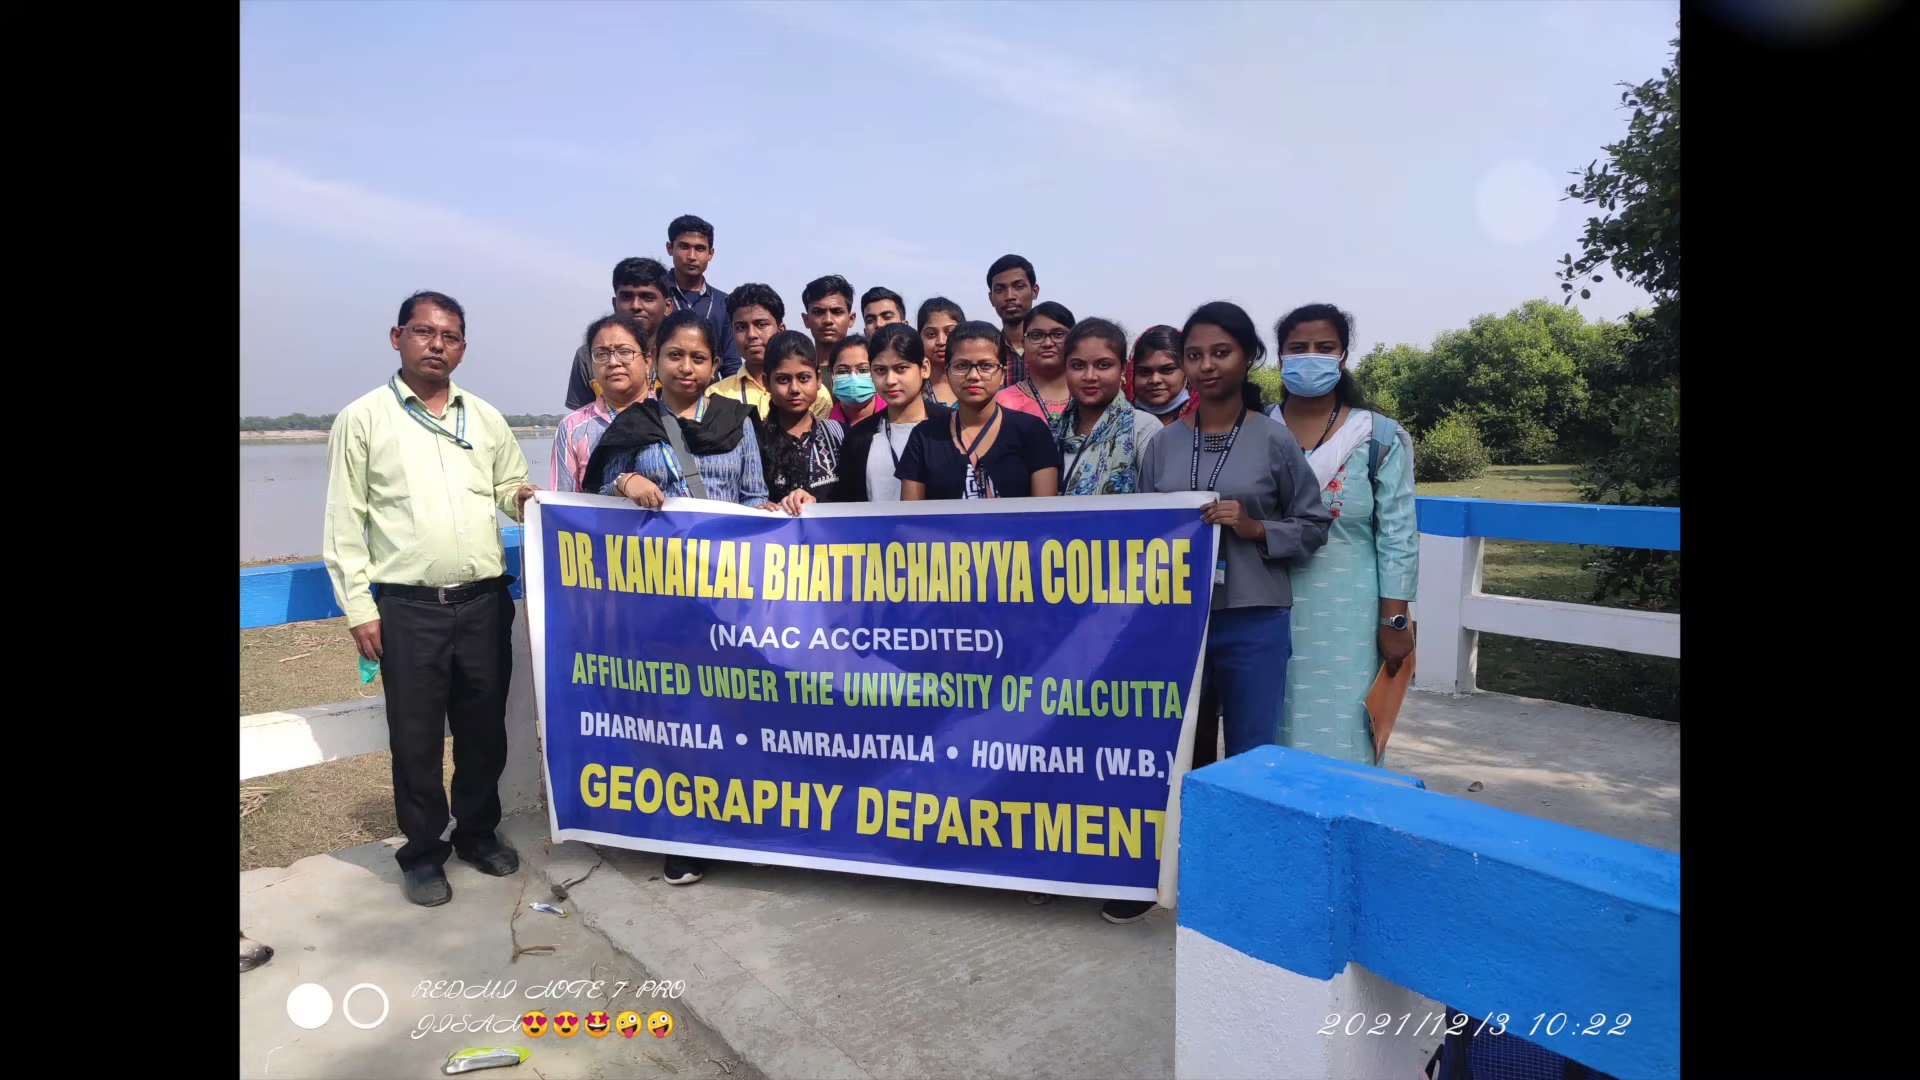 DR. KANAILAL BHATTACHARYYA COLLEGE
(NAAC ACCREDITED)
AFFILIATED UNDER THE UNIVERSITY OF CALCUTTA
DHARMATALA • RAMRAJATALA • HOWRAH (W.B.)
GEOGRAPHY DEPARTMENT
REDMI NOTE 7 PRO
JISAN😍😍🤩🤪🤪
2021/12/3 10:22